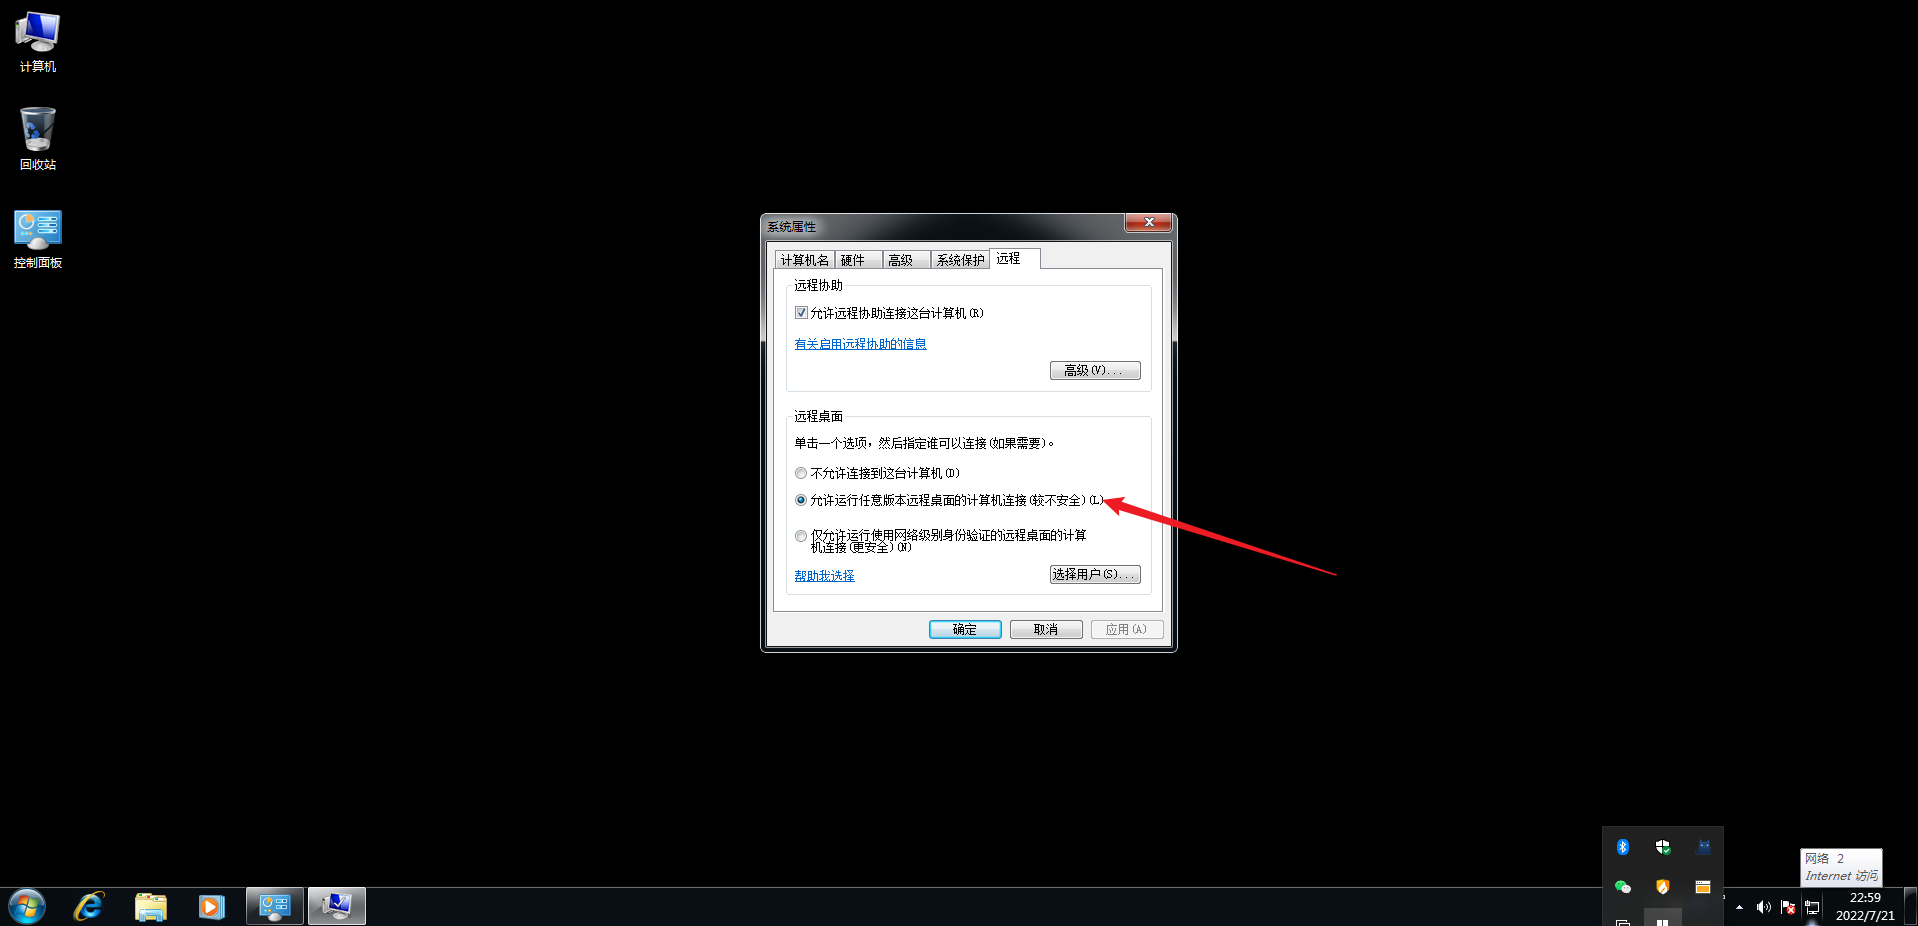 计算机
回收站
控制面板
系统属性
计算机名 硬件 高级 系统保护 远程
远程协助
允许远程协助连接这台计算机(R)
有关启用远程协助的信息
高级(V)...
远程桌面
单击一个选项，然后指定谁可以连接(如果需要)。
不允许连接到这台计算机(D)
允许运行任意版本远程桌面的计算机连接(较不安全)(L)
仅允许运行使用网络级别身份验证的远程桌面的计算
机连接(更安全)(N)
帮助我选择
选择用户(S)...
确定 取消 应用(A)
网络 2
Internet 访问
22:59
2022/7/21